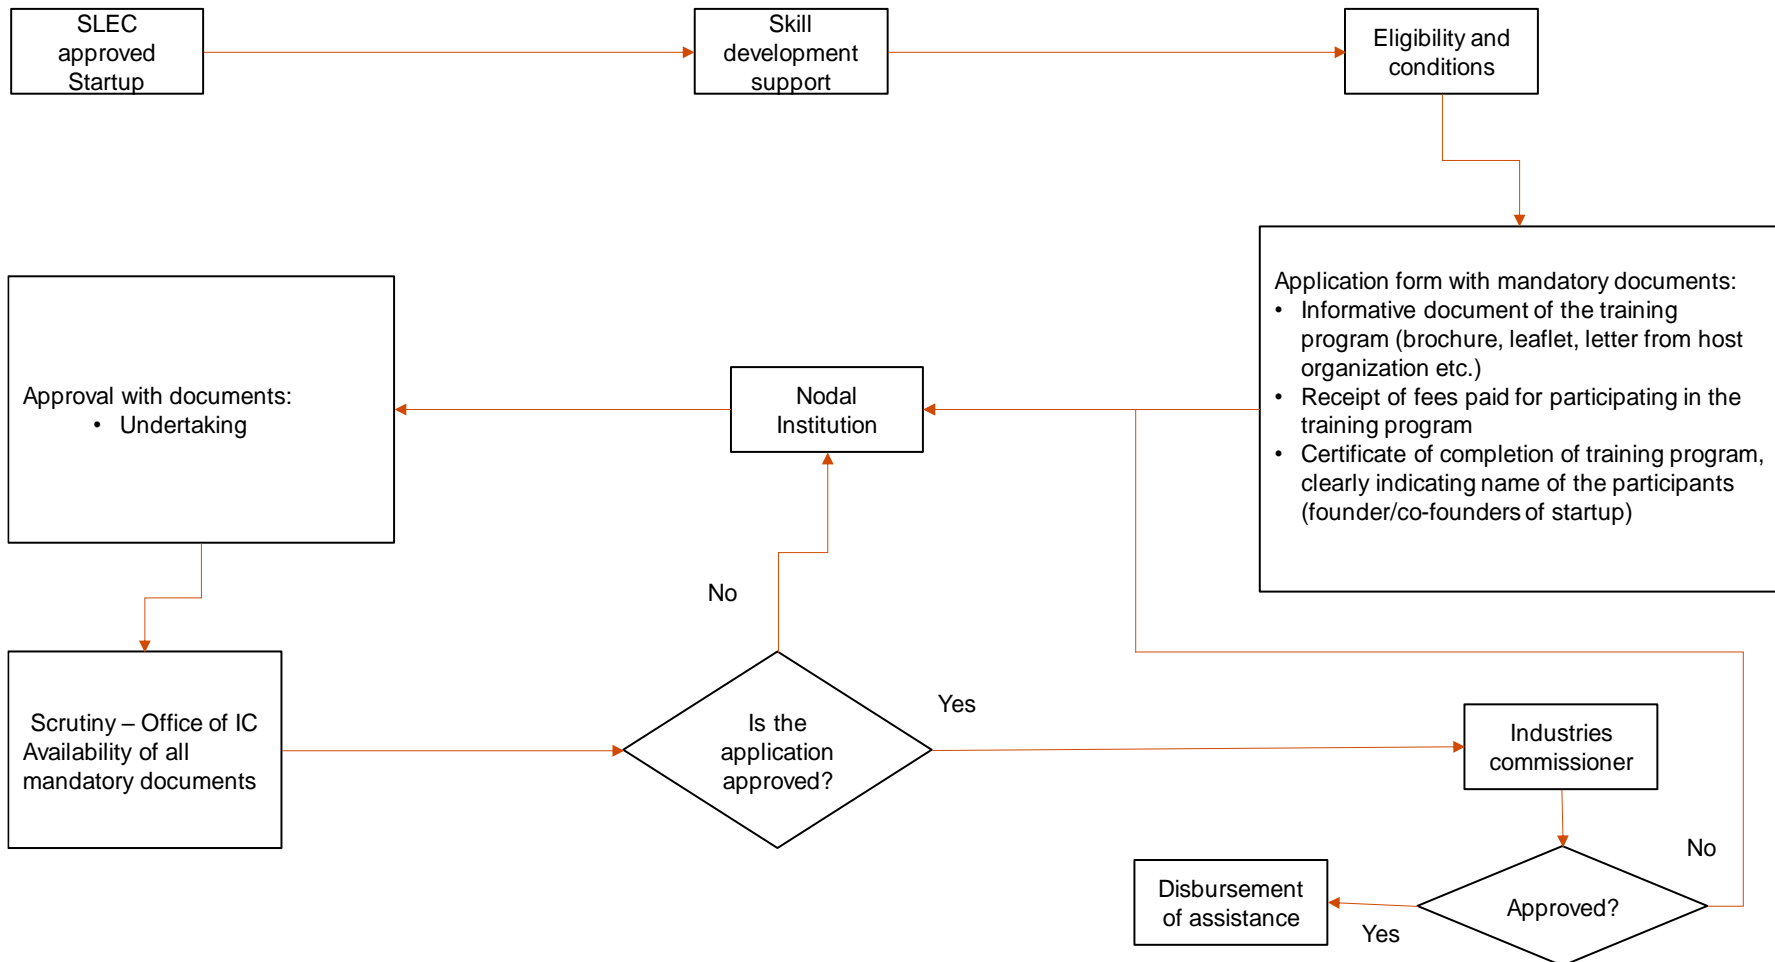 SLEC
approved
Startup
Skill
development
support
Eligibility and
conditions
Application form with mandatory documents:
• Informative document of the training
program (brochure, leaflet, letter from host
organization etc.)
• Receipt of fees paid for participating in the
training program
• Certificate of completion of training program,
clearly indicating name of the participants
(founder/co-founders of startup)
Nodal
Institution
Approval with documents:
• Undertaking
No
Scrutiny – Office of IC
Availability of all
mandatory documents
Is the
application
approved?
Yes
Industries
commissioner
No
Approved?
Yes
Disbursement
of assistance